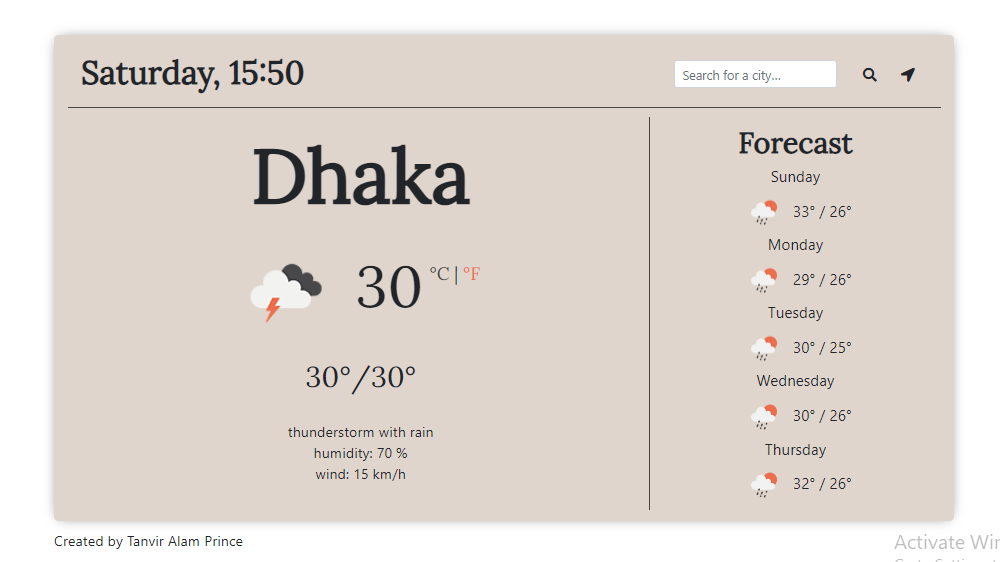 Saturday, 15:50
Search for a city...
Dhaka
30 °C | °F
30°/30°
thunderstorm with rain
humidity: 70 %
wind: 15 km/h
Forecast
Sunday
33° / 26°
Monday
29° / 26°
Tuesday
30° / 25°
Wednesday
30° / 26°
Thursday
32° / 26°
Created by Tanvir Alam Prince
Activate